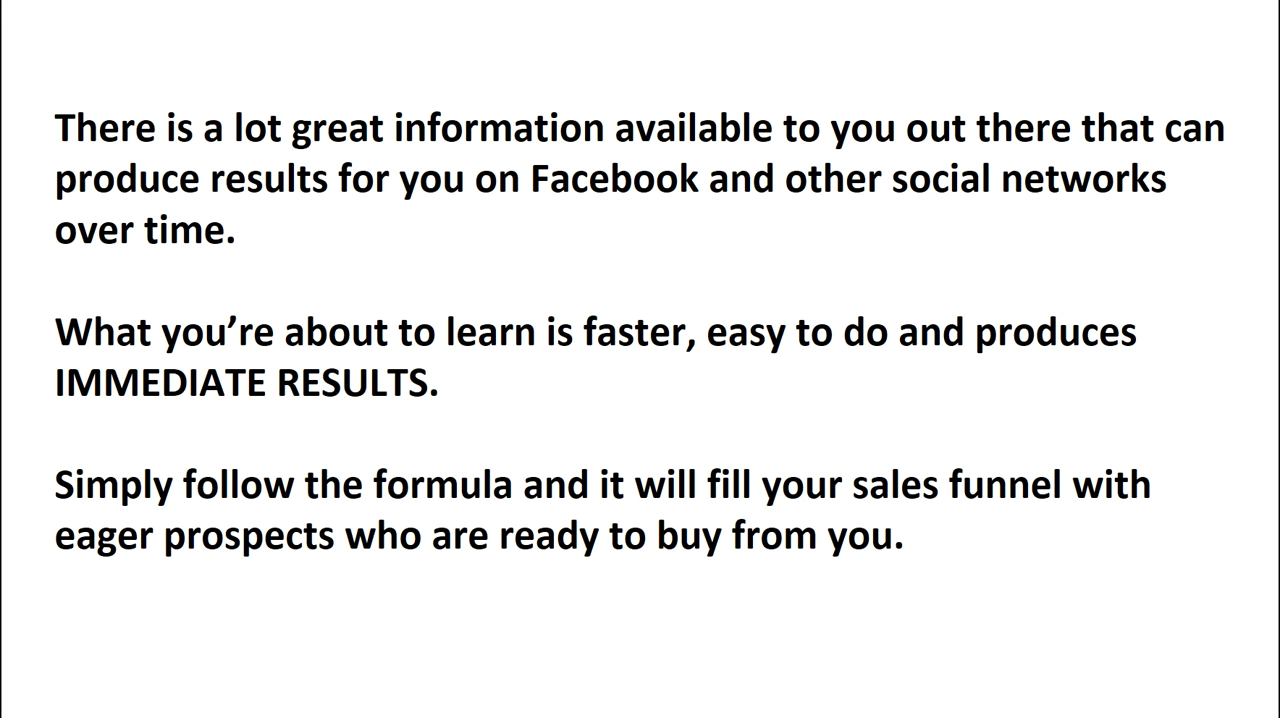 There is a lot great information available to you out there that can
produce results for you on Facebook and other social networks
over time.
What you’re about to learn is faster, easy to do and produces
IMMEDIATE RESULTS.
Simply follow the formula and it will fill your sales funnel with
eager prospects who are ready to buy from you.